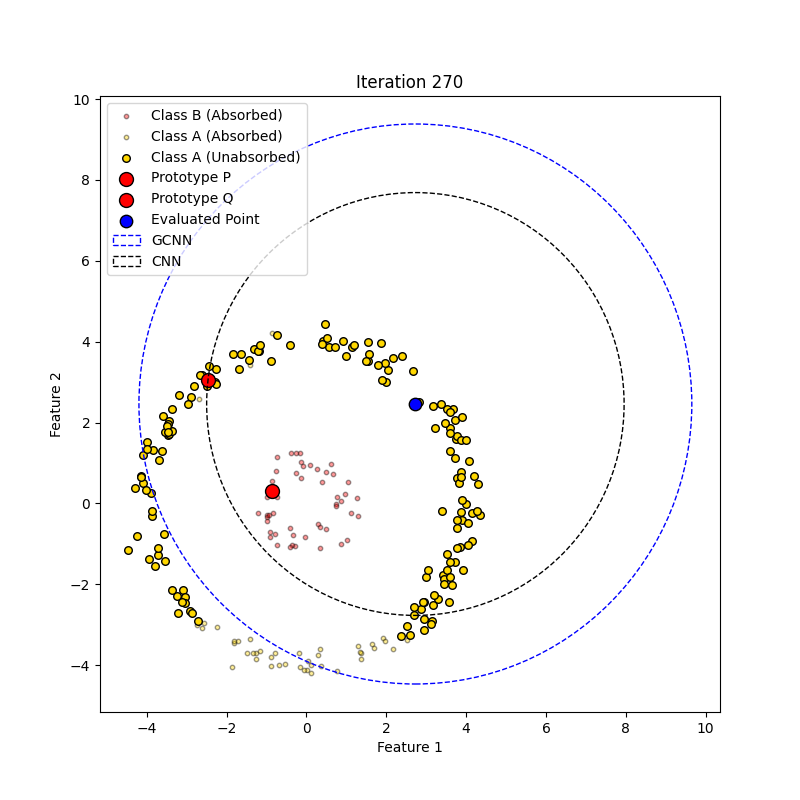 Iteration 270
Class B (Absorbed)
Class A (Absorbed)
Class A (Unabsorbed)
Prototype P
Prototype Q
Evaluated Point
GCNN
CNN
10
8
6
4
2
0
−2
−4
Feature 2
−4 −2 0 2 4 6 8 10
Feature 1